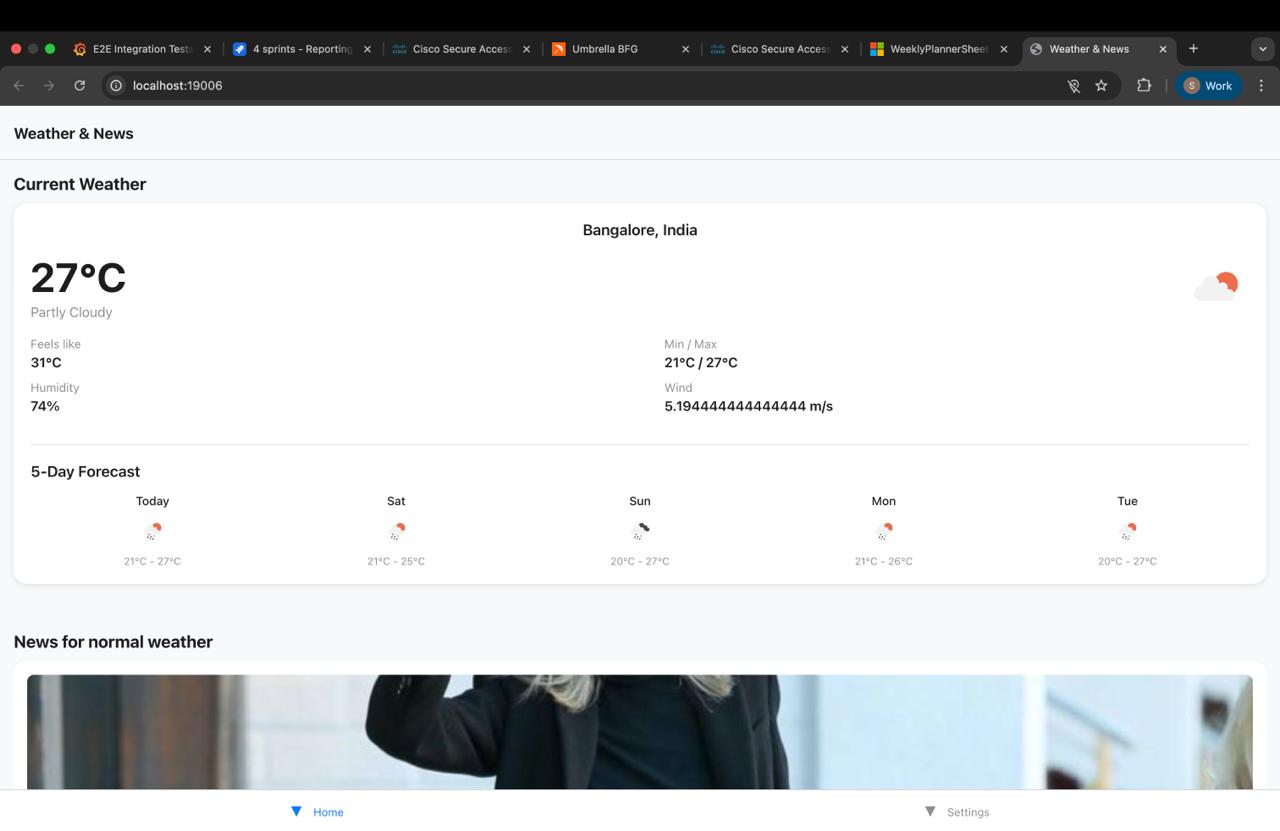 E2E Integration Tests
4 sprints - Reporting
Cisco Secure Access
Umbrella BFG
Cisco Secure Access
WeeklyPlannerSheet
Weather & News
localhost:19006
S Work
Weather & News
Current Weather
Bangalore, India
27°C
Partly Cloudy
Feels like
31°C
Min / Max
21°C / 27°C
Humidity
74%
Wind
5.194444444444444 m/s
5-Day Forecast
Today
Sat
Sun
Mon
Tue
21°C - 27°C
21°C - 25°C
20°C - 27°C
21°C - 26°C
20°C - 27°C
News for normal weather
Home
Settings